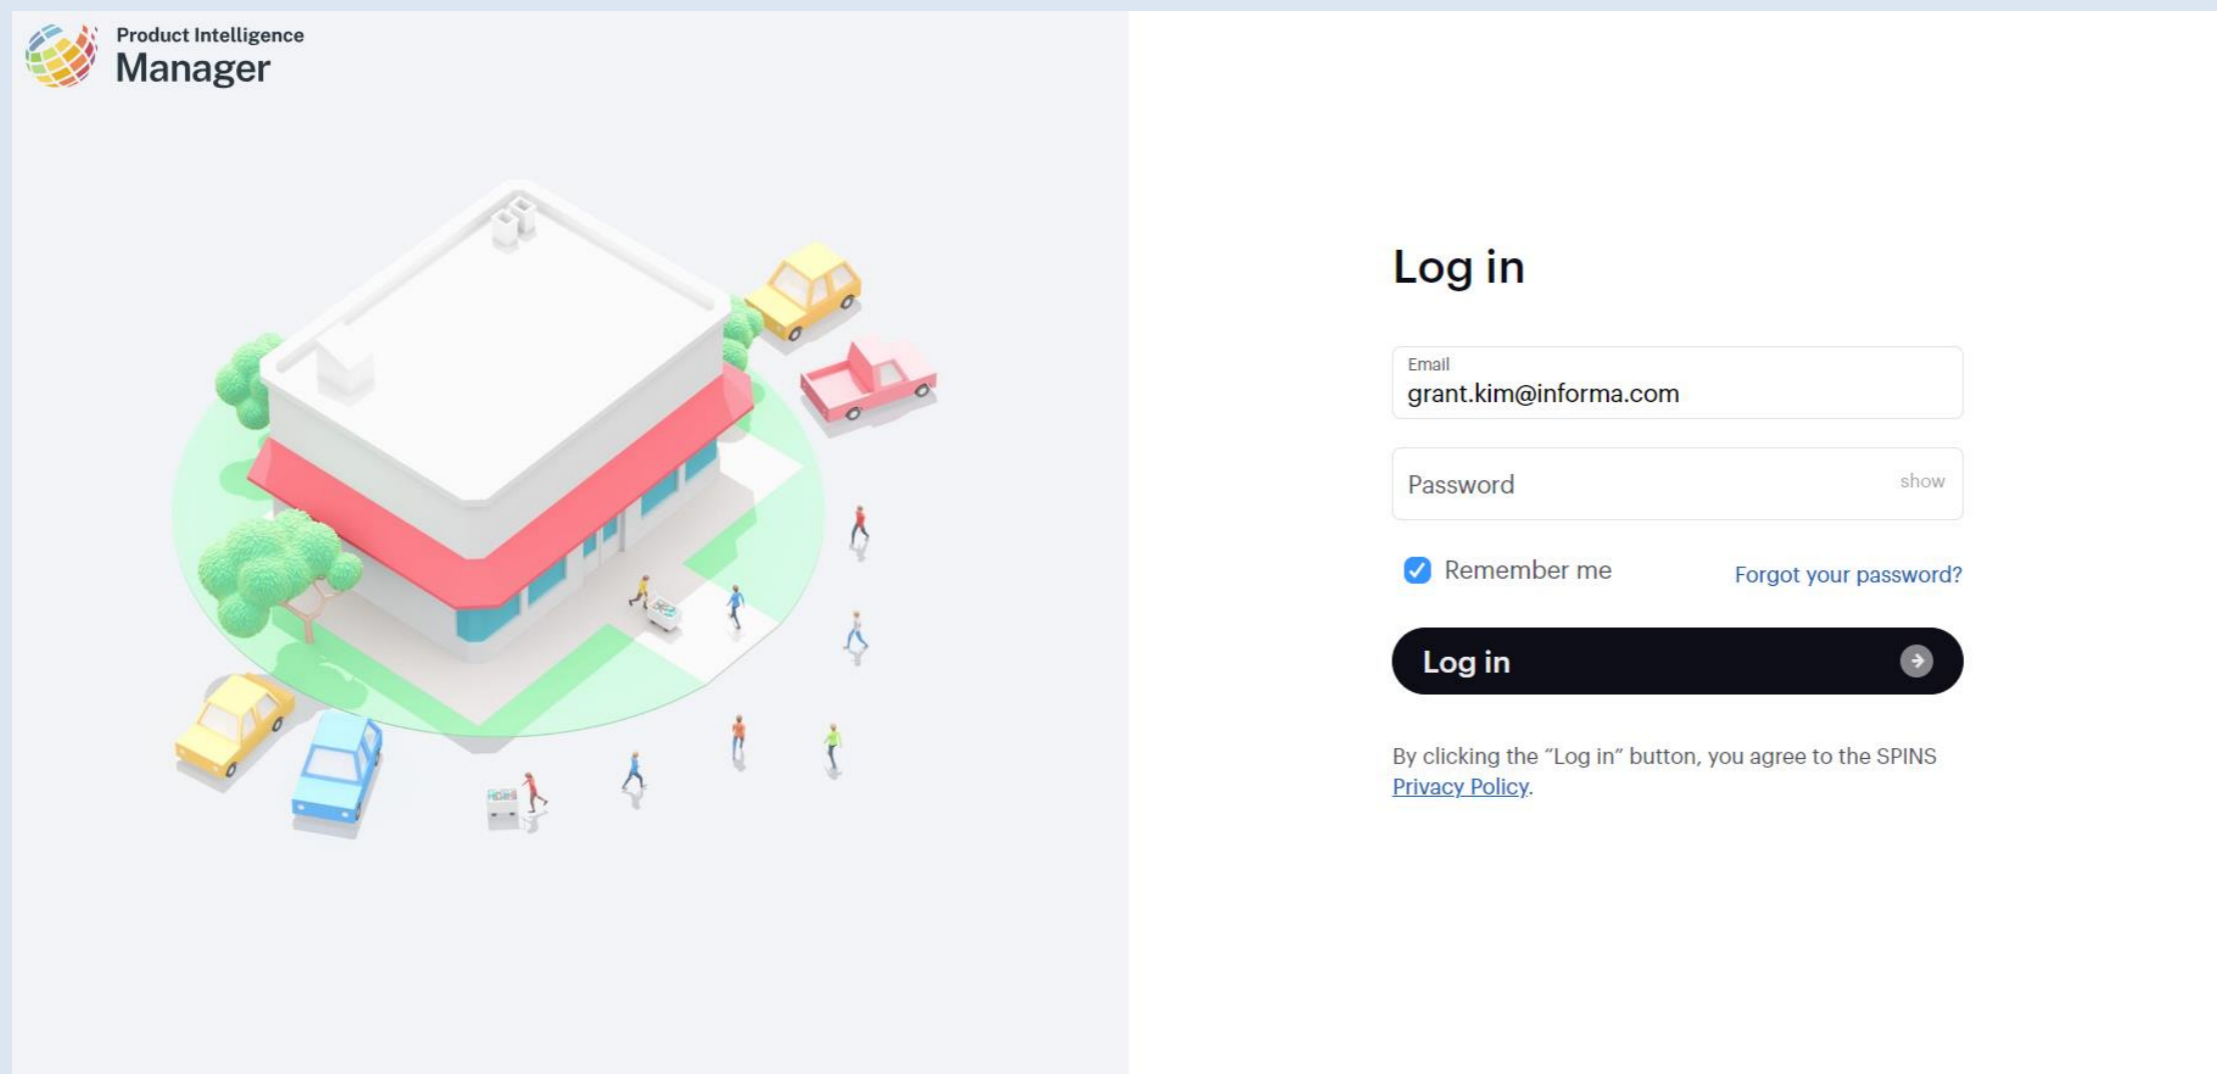 Product Intelligence
Manager
Log in
Email
grant.kim@informa.com
Password
show
Remember me
Forgot your password?
Log in
By clicking the “Log in” button, you agree to the SPINS
Privacy Policy.